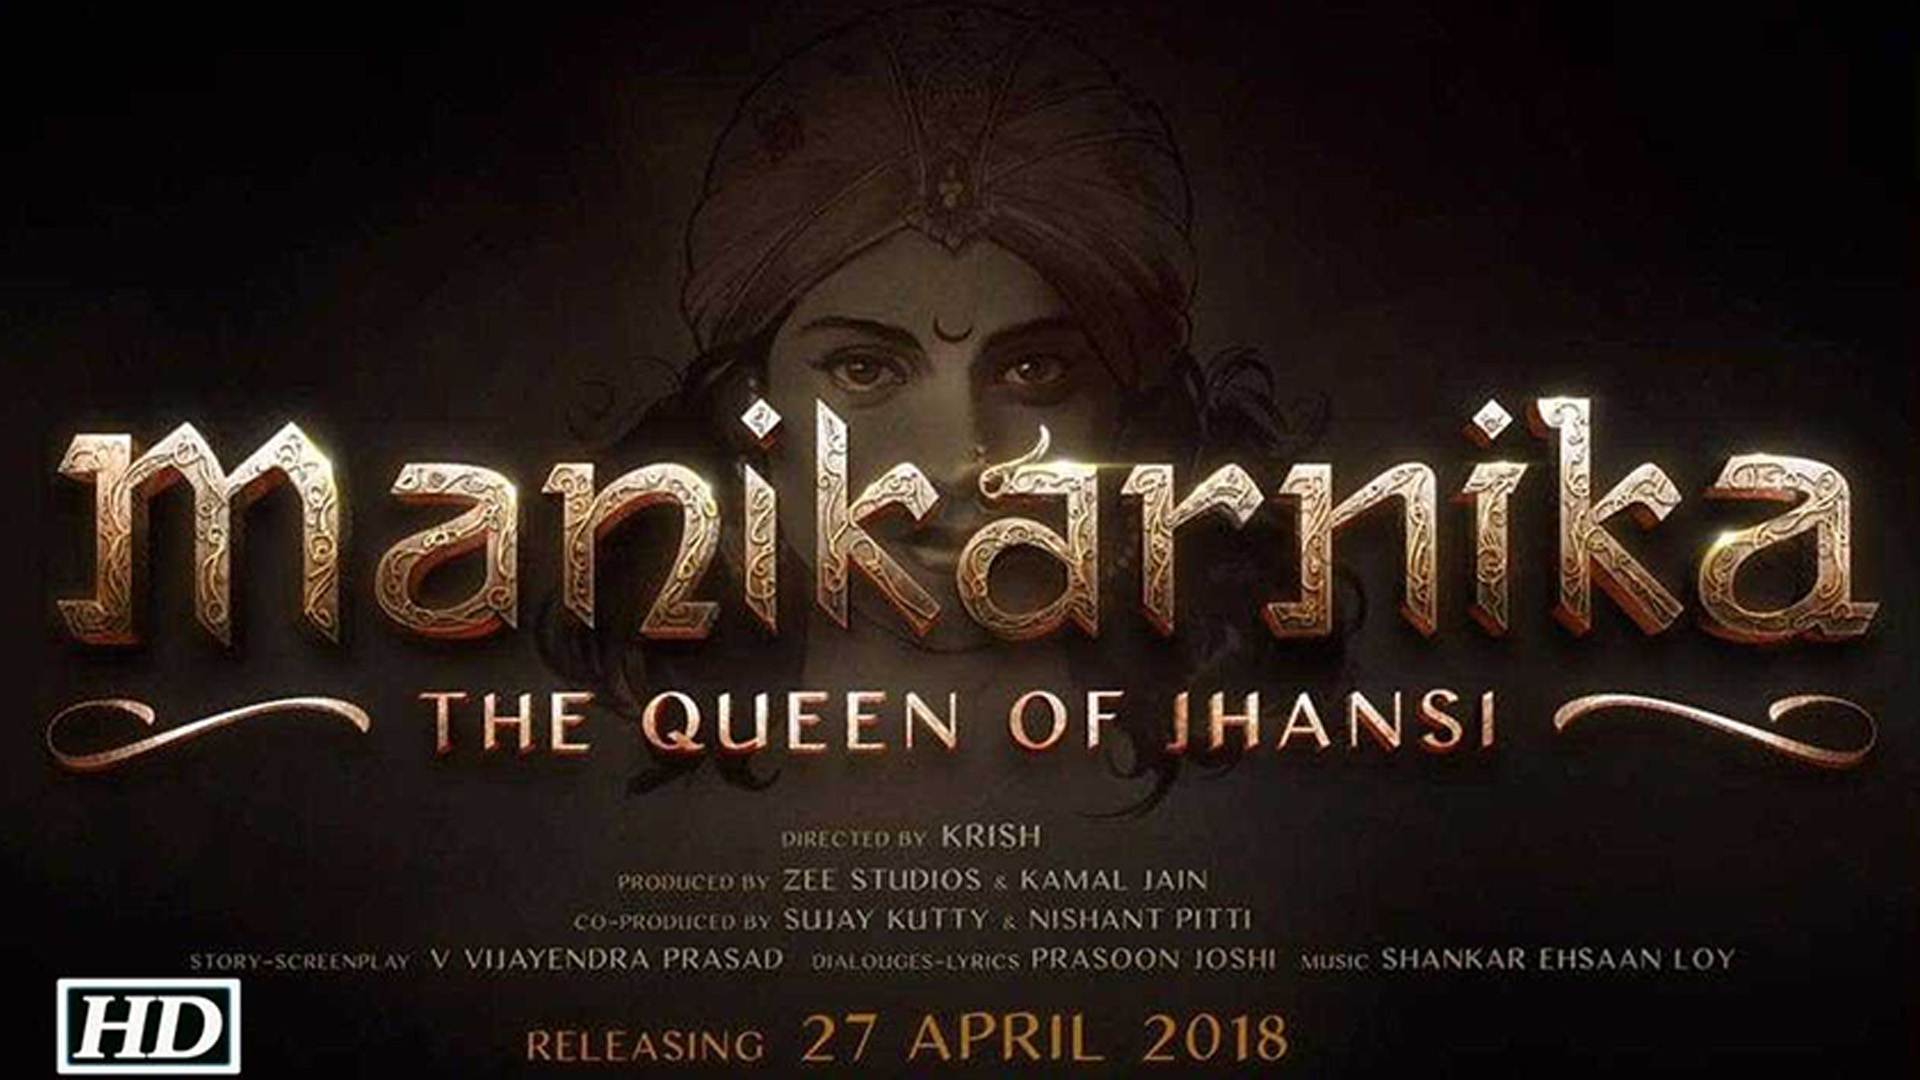 manikarnika
THE QUEEN OF JHANSI
DIRECTED BY KRISH
PRODUCED BY ZEE STUDIOS & KAMAL JAIN
CO-PRODUCED BY SUJAY KUTTY & NISHANT PITTI
STORY-SCREENPLAY V VIJAYENDRA PRASAD DIALOUGES-LYRICS PRASOON JOSHI MUSIC SHANKAR EHSAAN LOY
HD
RELEASING 27 APRIL 2018